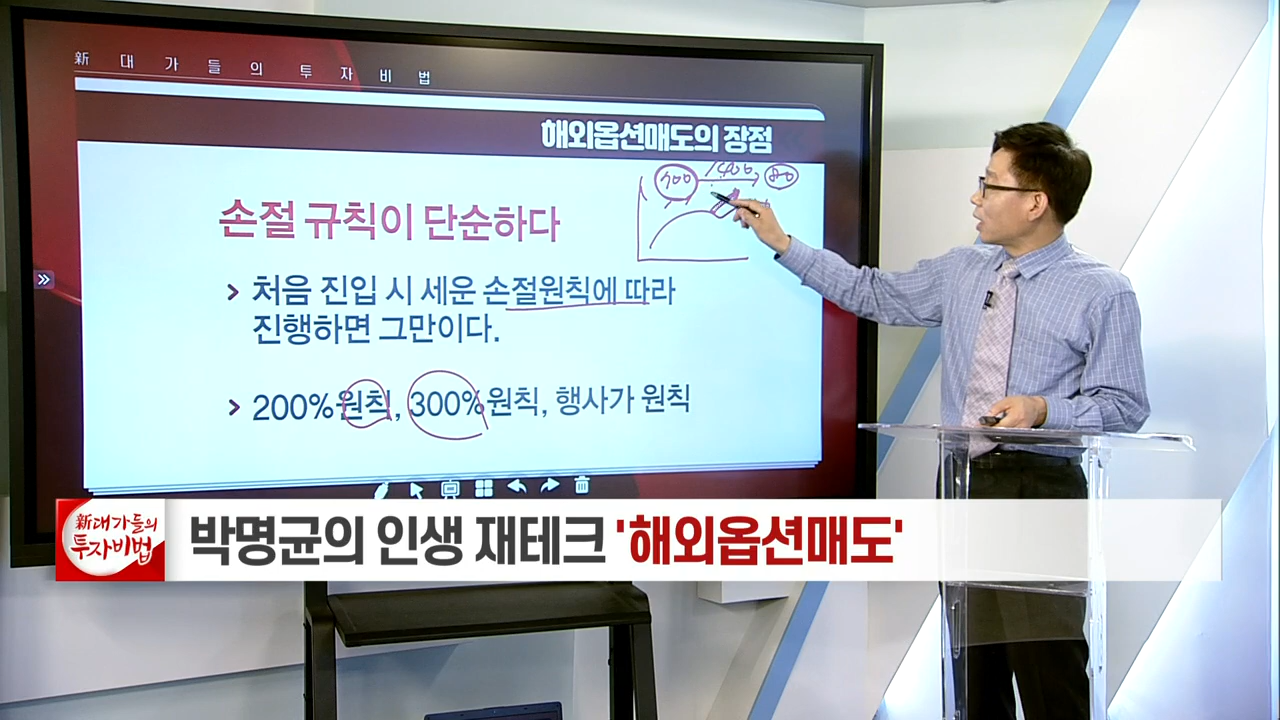 新 대 가 들 의 투 자 비 법
해외옵션매도의 장점
손절 규칙이 단순하다
처음 진입 시 세운 손절원칙에 따라
진행하면 그만이다.
200%원칙, 300%원칙, 행사가 원칙
新대가들의
투자비법
박명균의 인생 재테크 '해외옵션매도'